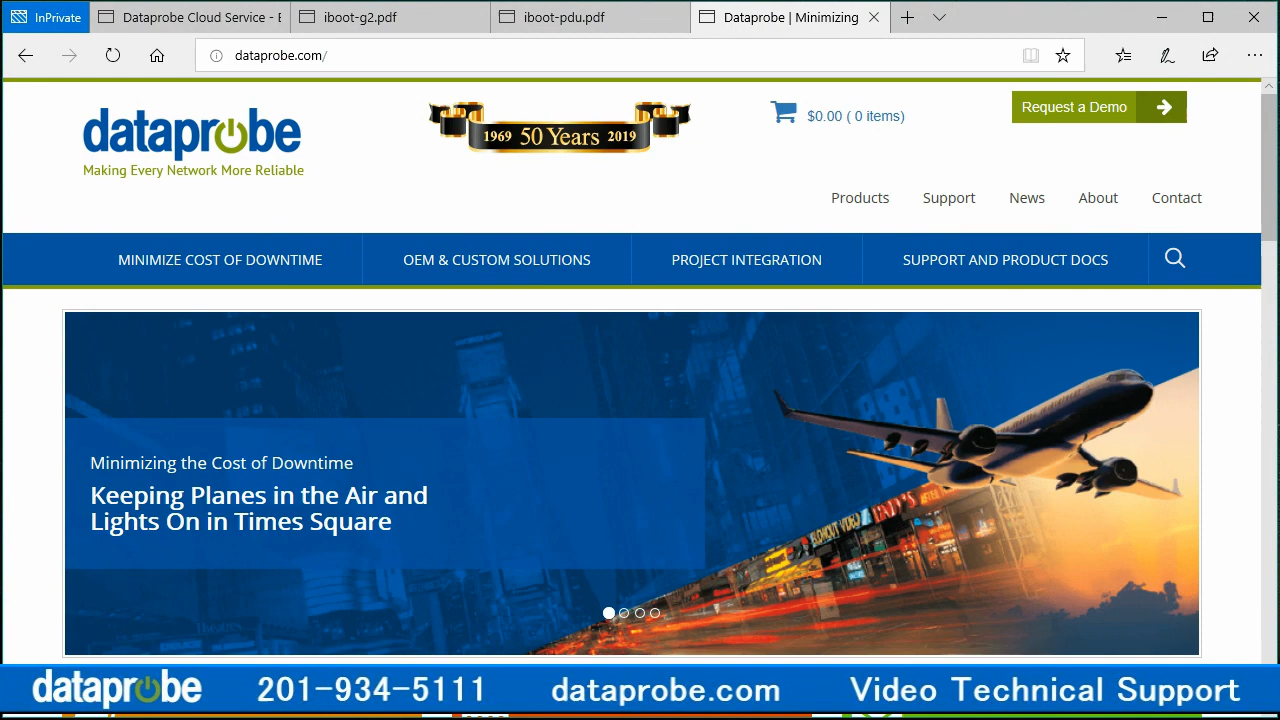 InPrivate
Dataprobe Cloud Service - E
iboot-g2.pdf
iboot-pdu.pdf
Dataprobe | Minimizing
dataprobe.com/
dataprobe
Making Every Network More Reliable
1969 50 Years 2019
$0.00 ( 0 items)
Request a Demo
Products Support News About Contact
MINIMIZE COST OF DOWNTIME
OEM & CUSTOM SOLUTIONS
PROJECT INTEGRATION
SUPPORT AND PRODUCT DOCS
Minimizing the Cost of Downtime
Keeping Planes in the Air and
Lights On in Times Square
dataprobe 201-934-5111 dataprobe.com Video Technical Support